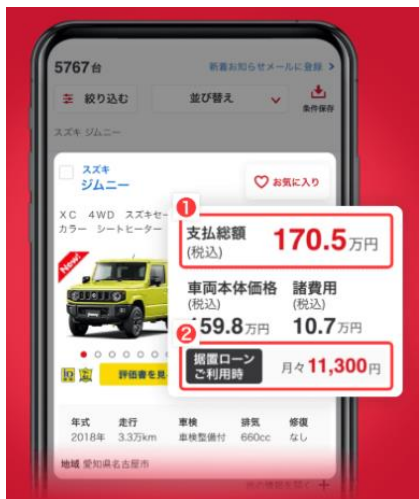 5767台
新着お知らせメールに登録 >
絞り込む
並び替え
条件保存
スズキ ジムニー
スズキ
ジムニー
お気に入り
XC 4WD スズキセー
カラー シートヒーター
New!
1
支払総額
(税込)
170.5万円
車両本体価格
(税込)
諸費用
(税込)
159.8万円
10.7万円
2
据置ローン
ご利用時
月々11,300円
評価書を見
年式 走行 車検 排気 修復
2018年 3.3万km 車検整備付 660cc なし
地域 愛知県名古屋市
他の情報を開く +